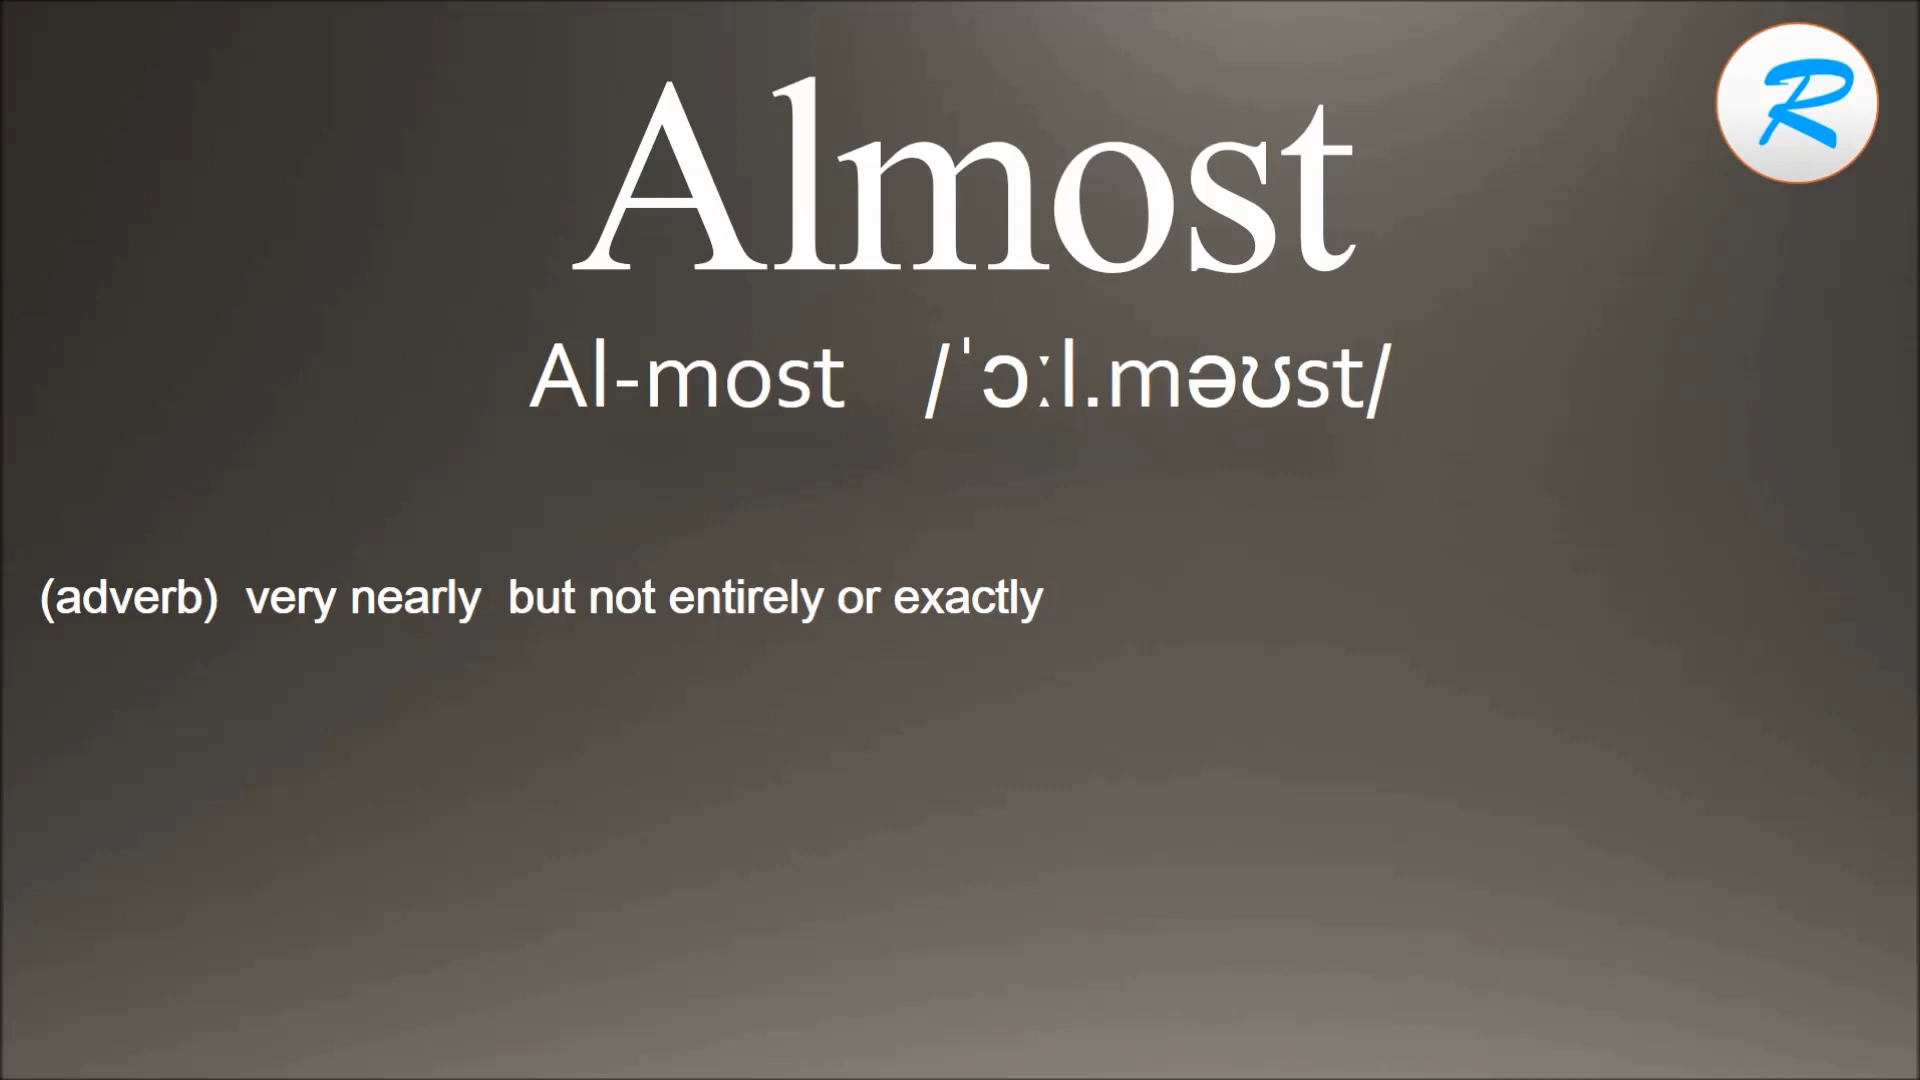 R
Almost
Al-most /ˈɔːl.məʊst/
(adverb) very nearly but not entirely or exactly